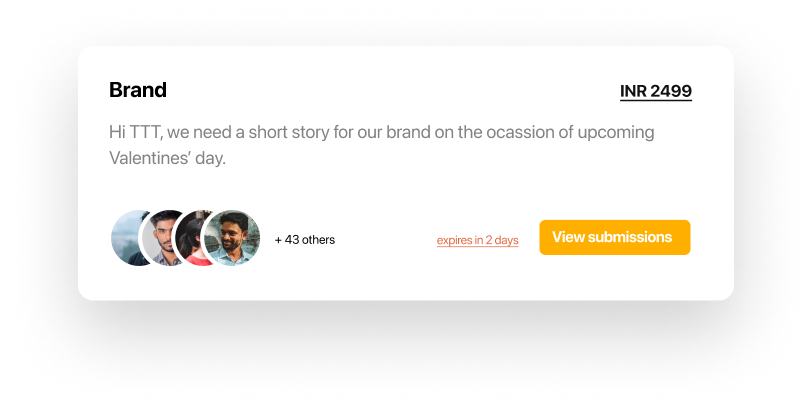 Brand
INR 2499
Hi TTT, we need a short story for our brand on the ocassion of upcoming
Valentines’ day.
+ 43 others
expires in 2 days
View submissions